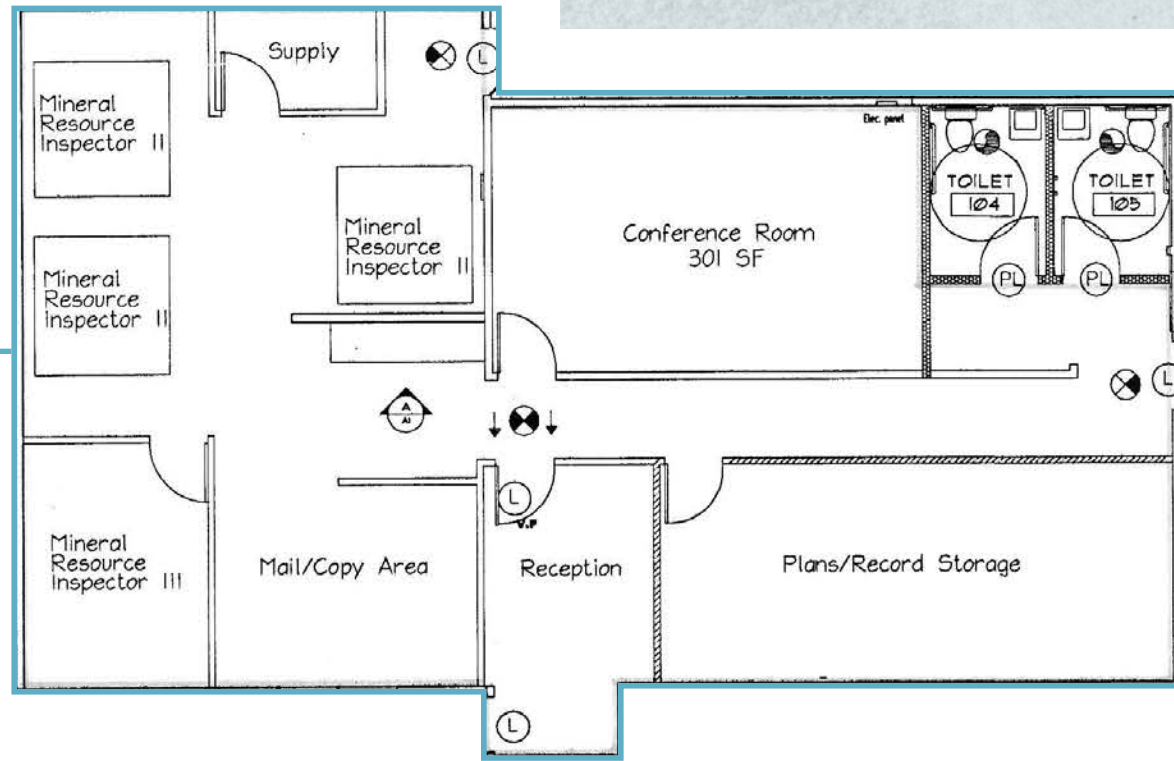 Supply
L
Mineral
Resource
Inspector II
Elec. panel
TOILET
104
TOILET
105
Mineral
Resource
Inspector II
Conference Room
301 SF
Mineral
Resource
Inspector II
PL
PL
L
A
A1
L
V.P
Mineral
Resource
Inspector III
Mail/Copy Area
Reception
Plans/Record Storage
L